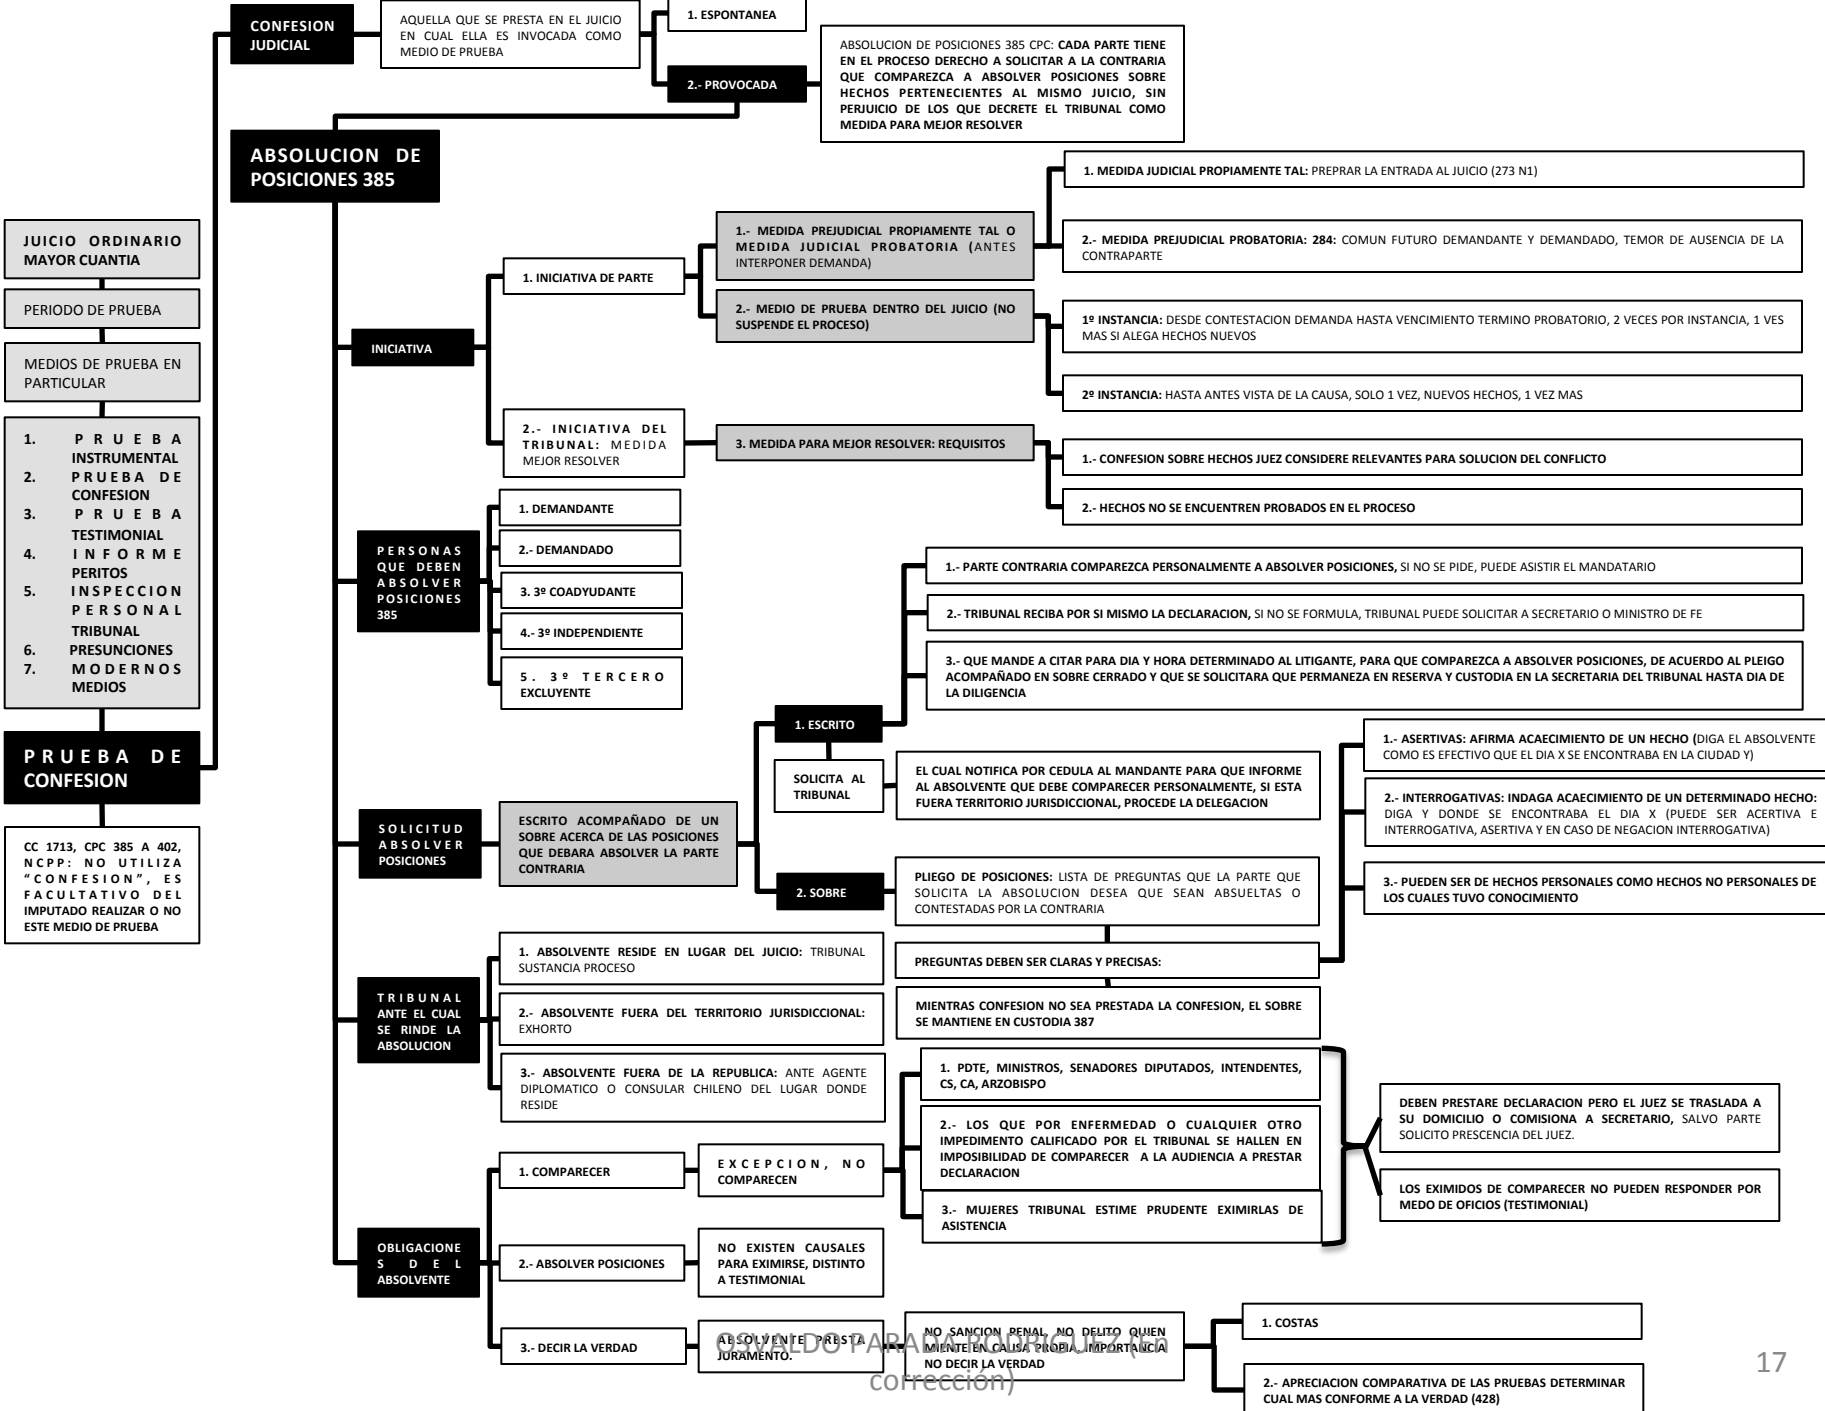 JUICIO ORDINARIO
MAYOR CUANTIA
PERIODO DE PRUEBA
MEDIOS DE PRUEBA EN
PARTICULAR
1. PRUEBA
INSTRUMENTAL
2. PRUEBA DE
CONFESION
3. PRUEBA
TESTIMONIAL
4. INFORME
PERITOS
5. INSPECCION
PERSONAL
TRIBUNAL
6. PRESUNCIONES
7. MODERNOS
MEDIOS
PRUEBA DE
CONFESION
CC 1713, CPC 385 A 402,
NCPP: NO UTILIZA
“CONFESION”, ES
FACULTATIVO DEL
IMPUTADO REALIZAR O NO
ESTE MEDIO DE PRUEBA
CONFESION
JUDICIAL
AQUELLA QUE SE PRESTA EN EL JUICIO
EN CUAL ELLA ES INVOCADA COMO
MEDIO DE PRUEBA
1. ESPONTANEA
2.- PROVOCADA
ABSOLUCION DE POSICIONES 385 CPC: CADA PARTE TIENE
EN EL PROCESO DERECHO A SOLICITAR A LA CONTRARIA
QUE COMPAREZCA A ABSOLVER POSICIONES SOBRE
HECHOS PERTENECIENTES AL MISMO JUICIO, SIN
PERJUICIO DE LOS QUE DECRETE EL TRIBUNAL COMO
MEDIDA PARA MEJOR RESOLVER
ABSOLUCION DE
POSICIONES 385
INICIATIVA
1. INICIATIVA DE PARTE
1.- MEDIDA PREJUDICIAL PROPIAMENTE TAL O
MEDIDA JUDICIAL PROBATORIA (ANTES
INTERPONER DEMANDA)
1. MEDIDA JUDICIAL PROPIAMENTE TAL: PREPRAR LA ENTRADA AL JUICIO (273 N1)
2.- MEDIDA PREJUDICIAL PROBATORIA: 284: COMUN FUTURO DEMANDANTE Y DEMANDADO, TEMOR DE AUSENCIA DE LA
CONTRAPARTE
2.- MEDIO DE PRUEBA DENTRO DEL JUICIO (NO
SUSPENDE EL PROCESO)
1º INSTANCIA: DESDE CONTESTACION DEMANDA HASTA VENCIMIENTO TERMINO PROBATORIO, 2 VECES POR INSTANCIA, 1 VES
MAS SI ALEGA HECHOS NUEVOS
2º INSTANCIA: HASTA ANTES VISTA DE LA CAUSA, SOLO 1 VEZ, NUEVOS HECHOS, 1 VEZ MAS
2.- INICIATIVA DEL
TRIBUNAL: MEDIDA
MEJOR RESOLVER
3. MEDIDA PARA MEJOR RESOLVER: REQUISITOS
1.- CONFESION SOBRE HECHOS JUEZ CONSIDERE RELEVANTES PARA SOLUCION DEL CONFLICTO
2.- HECHOS NO SE ENCUENTREN PROBADOS EN EL PROCESO
PERSONAS
QUE DEBEN
ABSOLVER
POSICIONES
385
1. DEMANDANTE
2.- DEMANDADO
3. 3º COADYUDANTE
4.- 3º INDEPENDIENTE
5. 3º TERCERO
EXCLUYENTE
SOLICITUD
ABSOLVER
POSICIONES
ESCRITO ACOMPAÑADO DE UN
SOBRE ACERCA DE LAS POSICIONES
QUE DEBARA ABSOLVER LA PARTE
CONTRARIA
1. ESCRITO
1.- PARTE CONTRARIA COMPAREZCA PERSONALMENTE A ABSOLVER POSICIONES, SI NO SE PIDE, PUEDE ASISTIR EL MANDATARIO
2.- TRIBUNAL RECIBA POR SI MISMO LA DECLARACION, SI NO SE FORMULA, TRIBUNAL PUEDE SOLICITAR A SECRETARIO O MINISTRO DE FE
3.- QUE MANDE A CITAR PARA DIA Y HORA DETERMINADO AL LITIGANTE, PARA QUE COMPAREZCA A ABSOLVER POSICIONES, DE ACUERDO AL PLEIGO
ACOMPAÑADO EN SOBRE CERRADO Y QUE SE SOLICITARA QUE PERMANEZA EN RESERVA Y CUSTODIA EN LA SECRETARIA DEL TRIBUNAL HASTA DIA DE
LA DILIGENCIA
SOLICITA AL
TRIBUNAL
EL CUAL NOTIFICA POR CEDULA AL MANDANTE PARA QUE INFORME
AL ABSOLVENTE QUE DEBE COMPARECER PERSONALMENTE, SI ESTA
FUERA TERRITORIO JURISDICCIONAL, PROCEDE LA DELEGACION
2. SOBRE
PLIEGO DE POSICIONES: LISTA DE PREGUNTAS QUE LA PARTE QUE
SOLICITA LA ABSOLUCION DESEA QUE SEAN ABSUELTAS O
CONTESTADAS POR LA CONTRARIA
PREGUNTAS DEBEN SER CLARAS Y PRECISAS:
1.- ASERTIVAS: AFIRMA ACAECIMIENTO DE UN HECHO (DIGA EL ABSOLVENTE
COMO ES EFECTIVO QUE EL DIA X SE ENCONTRABA EN LA CIUDAD Y)
2.- INTERROGATIVAS: INDAGA ACAECIMIENTO DE UN DETERMINADO HECHO:
DIGA Y DONDE SE ENCONTRABA EL DIA X (PUEDE SER ACERTIVA E
INTERROGATIVA, ASERTIVA Y EN CASO DE NEGACION INTERROGATIVA)
3.- PUEDEN SER DE HECHOS PERSONALES COMO HECHOS NO PERSONALES DE
LOS CUALES TUVO CONOCIMIENTO
MIENTRAS CONFESION NO SEA PRESTADA LA CONFESION, EL SOBRE
SE MANTIENE EN CUSTODIA 387
TRIBUNAL
ANTE EL CUAL
SE RINDE LA
ABSOLUCION
1. ABSOLVENTE RESIDE EN LUGAR DEL JUICIO: TRIBUNAL
SUSTANCIA PROCESO
2.- ABSOLVENTE FUERA DEL TERRITORIO JURISDICCIONAL:
EXHORTO
3.- ABSOLVENTE FUERA DE LA REPUBLICA: ANTE AGENTE
DIPLOMATICO O CONSULAR CHILENO DEL LUGAR DONDE
RESIDE
OBLIGACIONE
S DEL
ABSOLVENTE
1. COMPARECER
EXCEPCION, NO
COMPARECEN
1. PDTE, MINISTROS, SENADORES DIPUTADOS, INTENDENTES,
CS, CA, ARZOBISPO
2.- LOS QUE POR ENFERMEDAD O CUALQUIER OTRO
IMPEDIMENTO CALIFICADO POR EL TRIBUNAL SE HALLEN EN
IMPOSIBILIDAD DE COMPARECER A LA AUDIENCIA A PRESTAR
DECLARACION
3.- MUJERES TRIBUNAL ESTIME PRUDENTE EXIMIRLAS DE
ASISTENCIA
DEBEN PRESTARE DECLARACION PERO EL JUEZ SE TRASLADA A
SU DOMICILIO O COMISIONA A SECRETARIO, SALVO PARTE
SOLICITO PRESCENCIA DEL JUEZ.
LOS EXIMIDOS DE COMPARECER NO PUEDEN RESPONDER POR
MEDO DE OFICIOS (TESTIMONIAL)
2.- ABSOLVER POSICIONES
NO EXISTEN CAUSALES
PARA EXIMIRSE, DISTINTO
A TESTIMONIAL
3.- DECIR LA VERDAD
ABSOLVENTE PRESTA
JURAMENTO.
NO SANCION PENAL, NO DELITO QUIEN
MIENTE EN CAUSA PROPIA, IMPORTANCIA
NO DECIR LA VERDAD
1. COSTAS
2.- APRECIACION COMPARATIVA DE LAS PRUEBAS DETERMINAR
CUAL MAS CONFORME A LA VERDAD (428)
OSVALDO PARADA RODRIGUEZ (En
corrección)
17